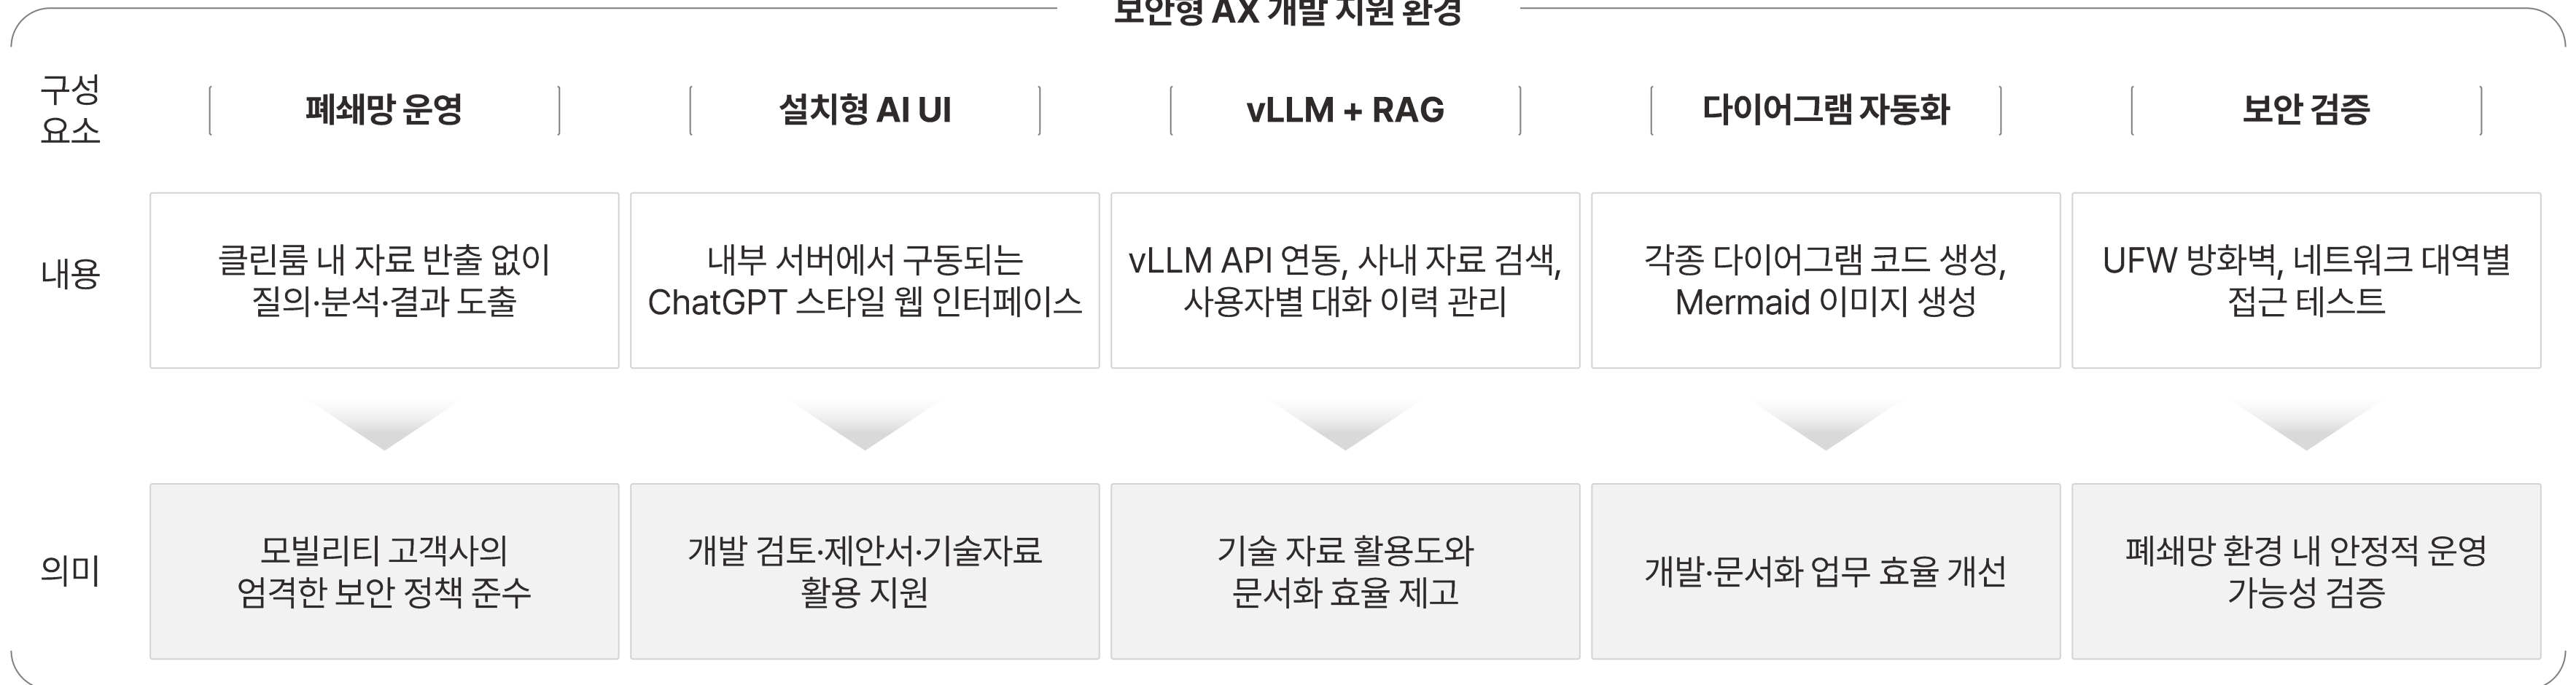 보안형 AX 개발 지원 환경
구성
요소
폐쇄망 운영
설치형 AI UI
vLLM + RAG
다이어그램 자동화
보안 검증
내용
클린룸 내 자료 반출 없이
질의·분석·결과 도출
내부 서버에서 구동되는
ChatGPT 스타일 웹 인터페이스
vLLM API 연동, 사내 자료 검색,
사용자별 대화 이력 관리
각종 다이어그램 코드 생성,
Mermaid 이미지 생성
UFW 방화벽, 네트워크 대역별
접근 테스트
의미
모빌리티 고객사의
엄격한 보안 정책 준수
개발 검토·제안서·기술자료
활용 지원
기술 자료 활용도와
문서화 효율 제고
개발·문서화 업무 효율 개선
폐쇄망 환경 내 안정적 운영
가능성 검증